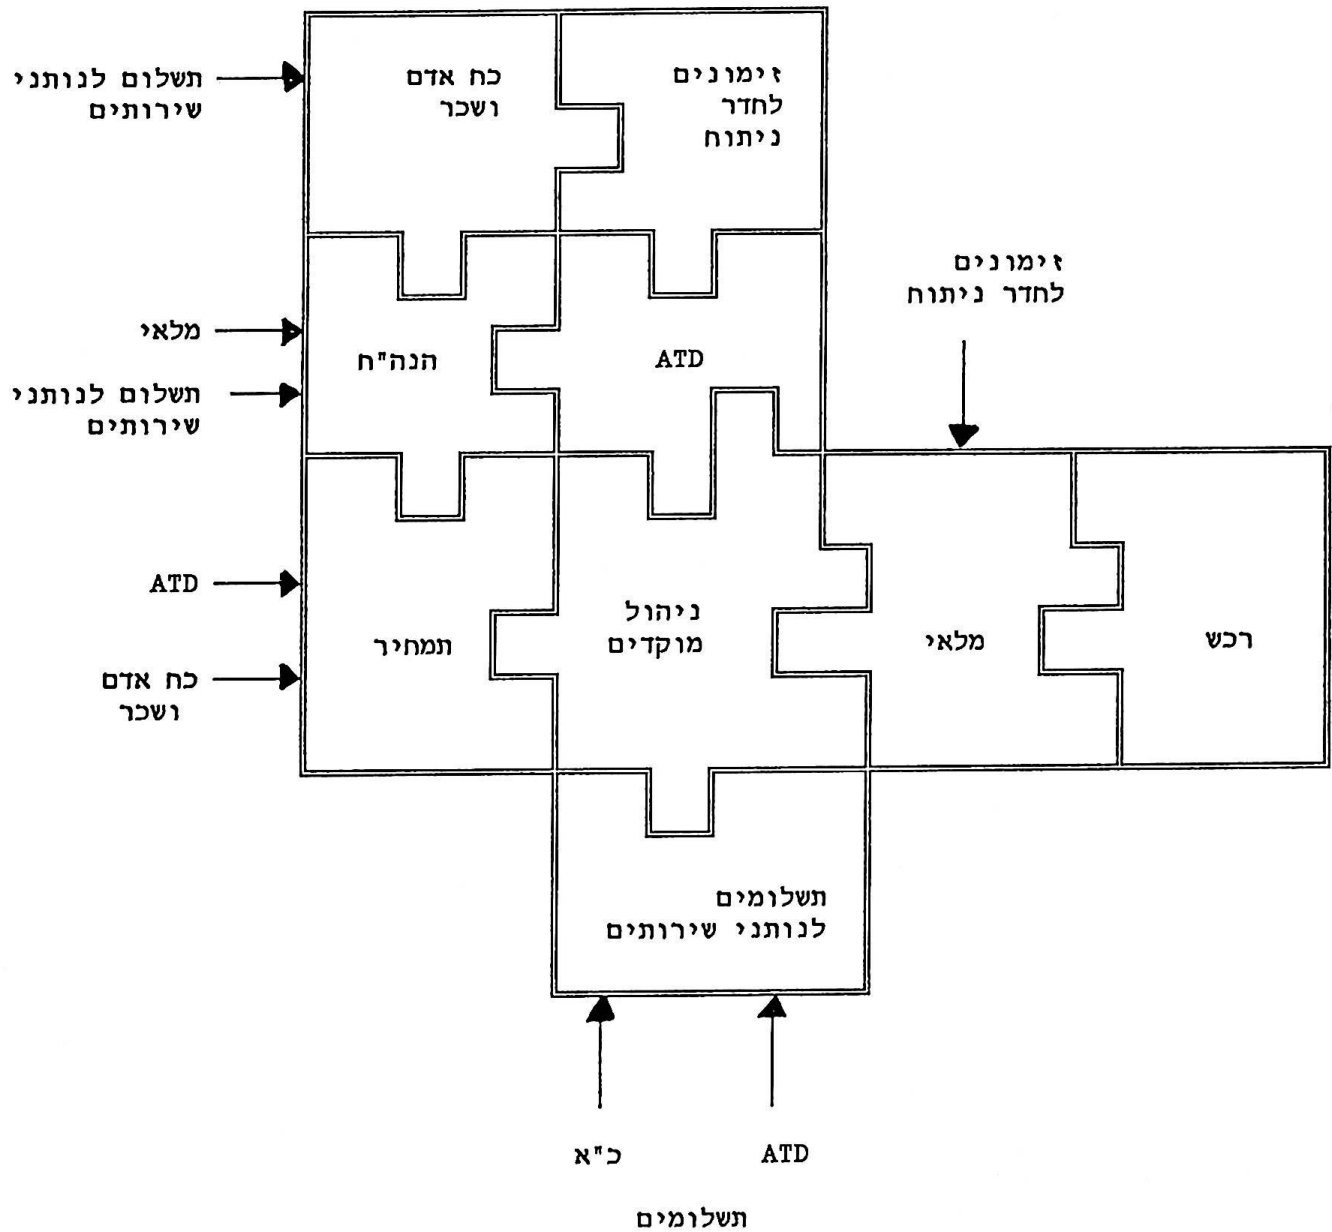 תשלום לנותני
שירותים
כח אדם
ושכר
זימונים
לחדר
ניתוח
זימונים
לחדר ניתוח
מלאי
הנה"ח
ATD
תשלום לנותני
שירותים
ATD
תמחיר
ניהול
מוקדים
מלאי
רכש
כח אדם
ושכר
תשלומים
לנותני שירותים
כ"א
ATD
תשלומים